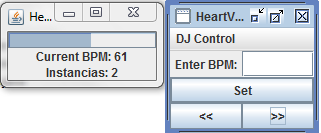 He...
Current BPM: 61
Instancias: 2
HeartV...
DJ Control
Enter BPM:
Set
<<
>>